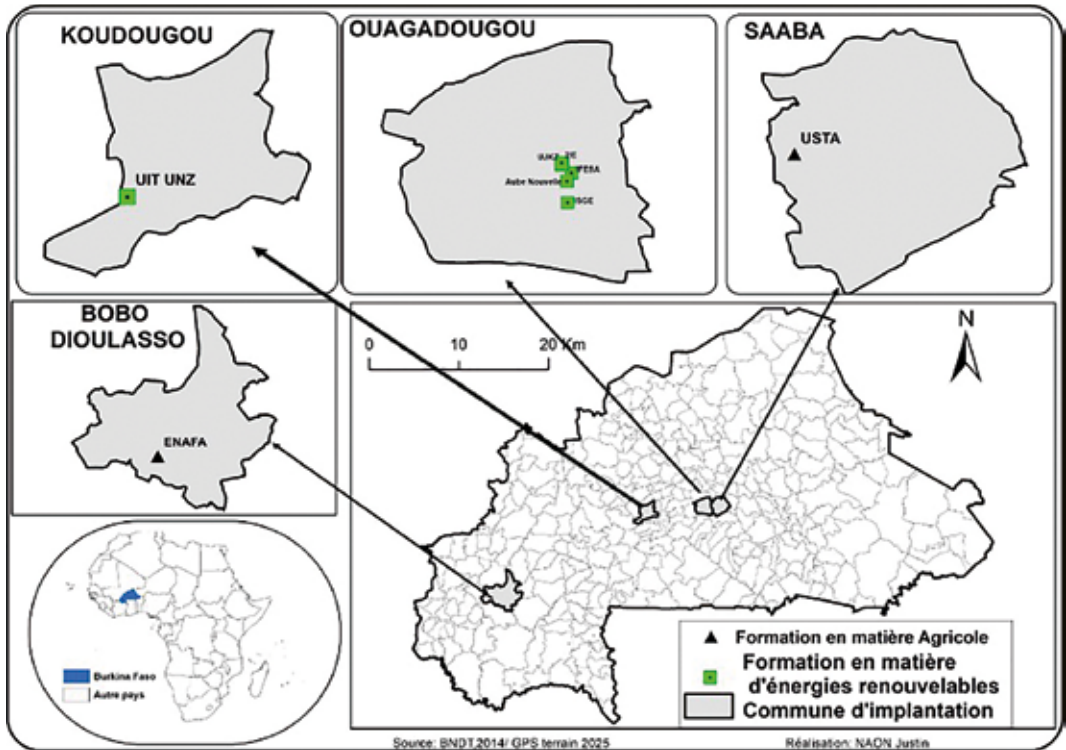 KOUDOUGOU
UIT UNZ
OUAGADOUGOU
Aube Nouvelle
ISGE
SAABA
USTA
BOBO
DIOULASSO
ENAFA
0 10 20 Km
N
Burkina Faso
Autre pays
Formation en matière Agricole
Formation en matière
d'énergies renouvelables
Commune d'implantation
Source: BNDT,2014/ GPS terrain 2025
Réalisation: NAON Justin